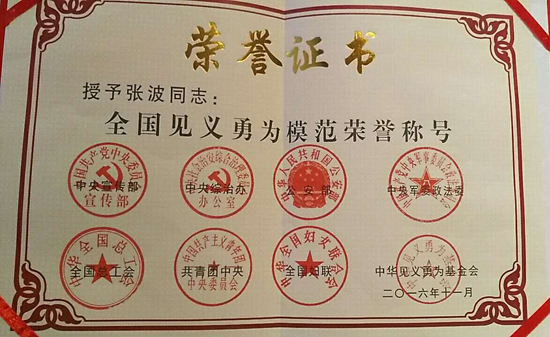 荣誉证书
授予张波同志：
全国见义勇为模范荣誉称号
中央宣传部 中央综治办 公安部 中央军委政法委
全国总工会 共青团中央 全国妇联 中华见义勇为基金会
二〇一六年十一月